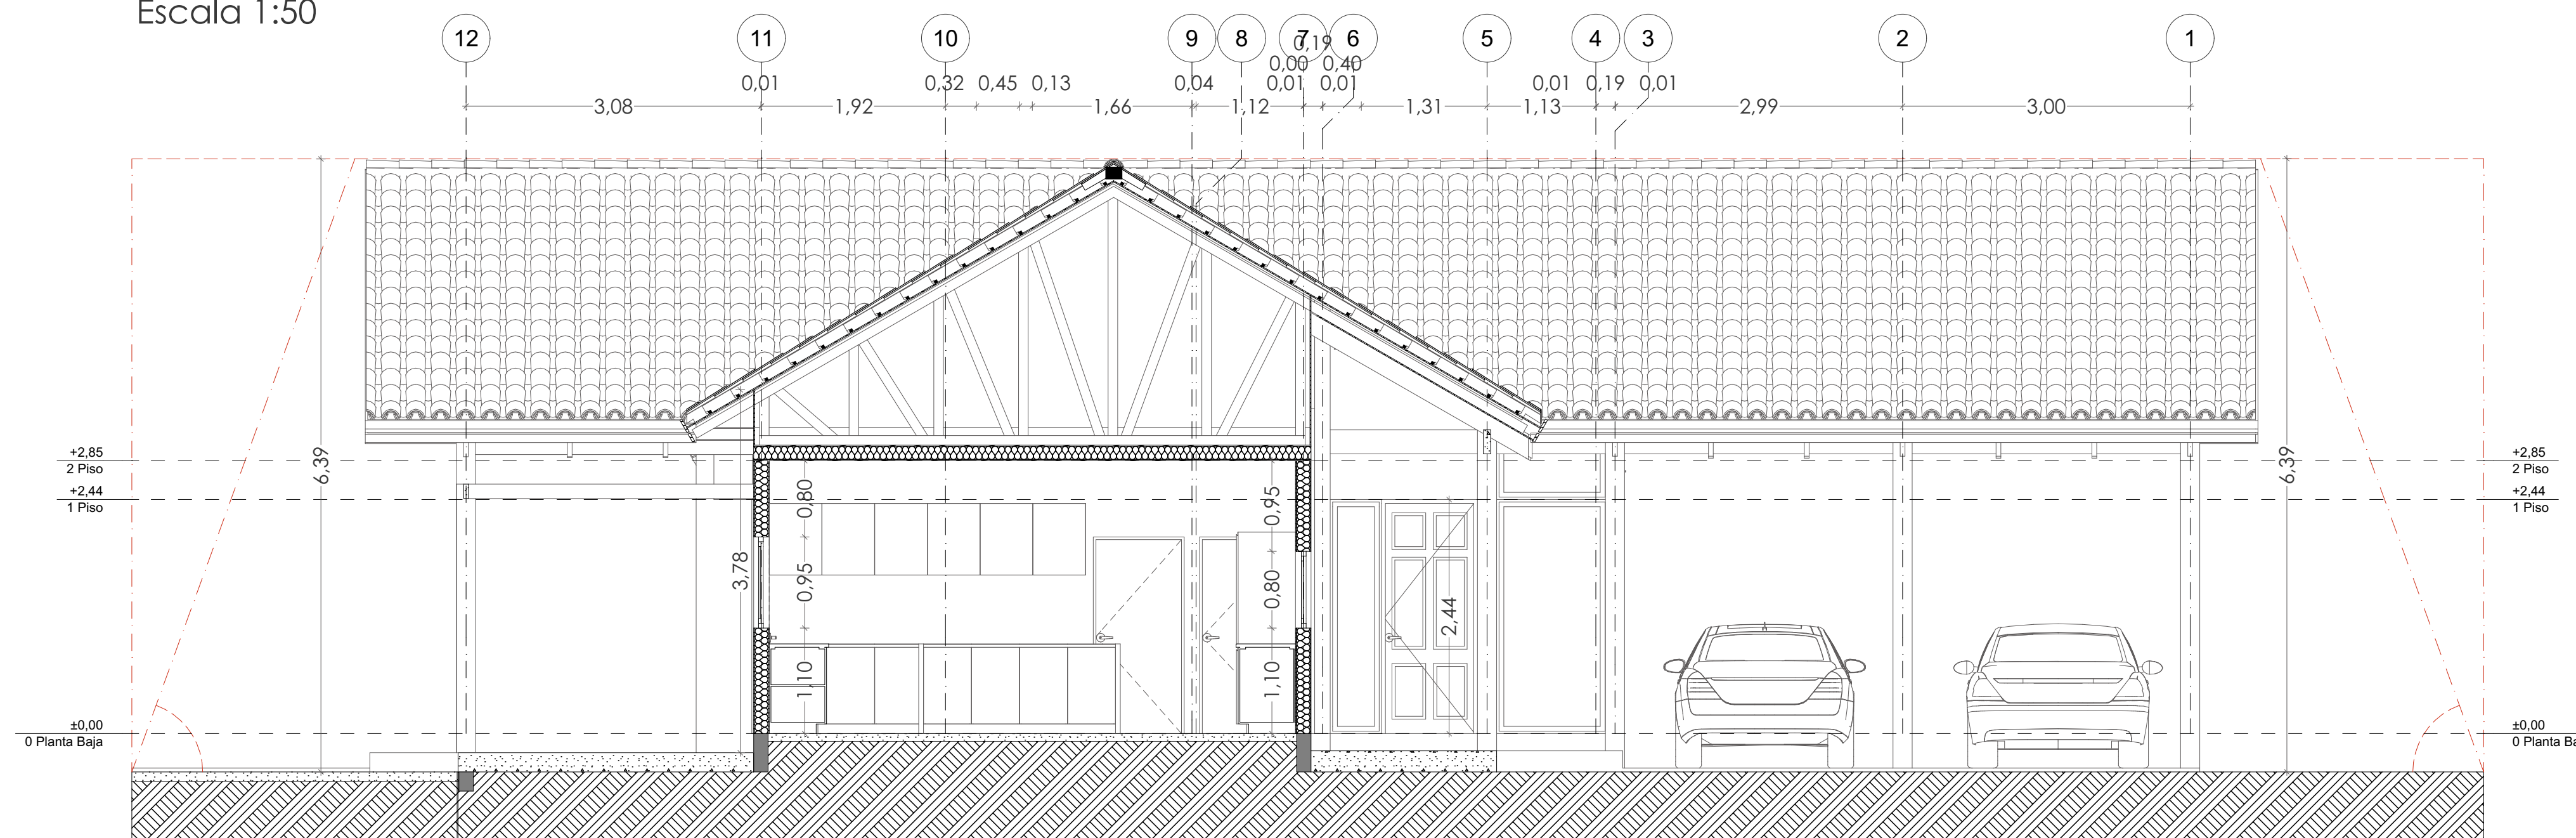 Escala 1:50
12 11 10 9 8 7 6 5 4 3 2 1
0,19
0,00 0,40
0,01 0,32 0,45 0,13 0,04 0,01 0,01 0,01 0,19 0,01
3,08 1,92 1,66 1,12 1,31 1,13 2,99 3,00
6,39
6,39
+2,85
2 Piso
+2,85
2 Piso
+2,44
1 Piso
+2,44
1 Piso
0,80
0,95
3,78
0,95
0,80
2,44
1,10
1,10
±0,00
0 Planta Baja
±0,00
0 Planta Ba